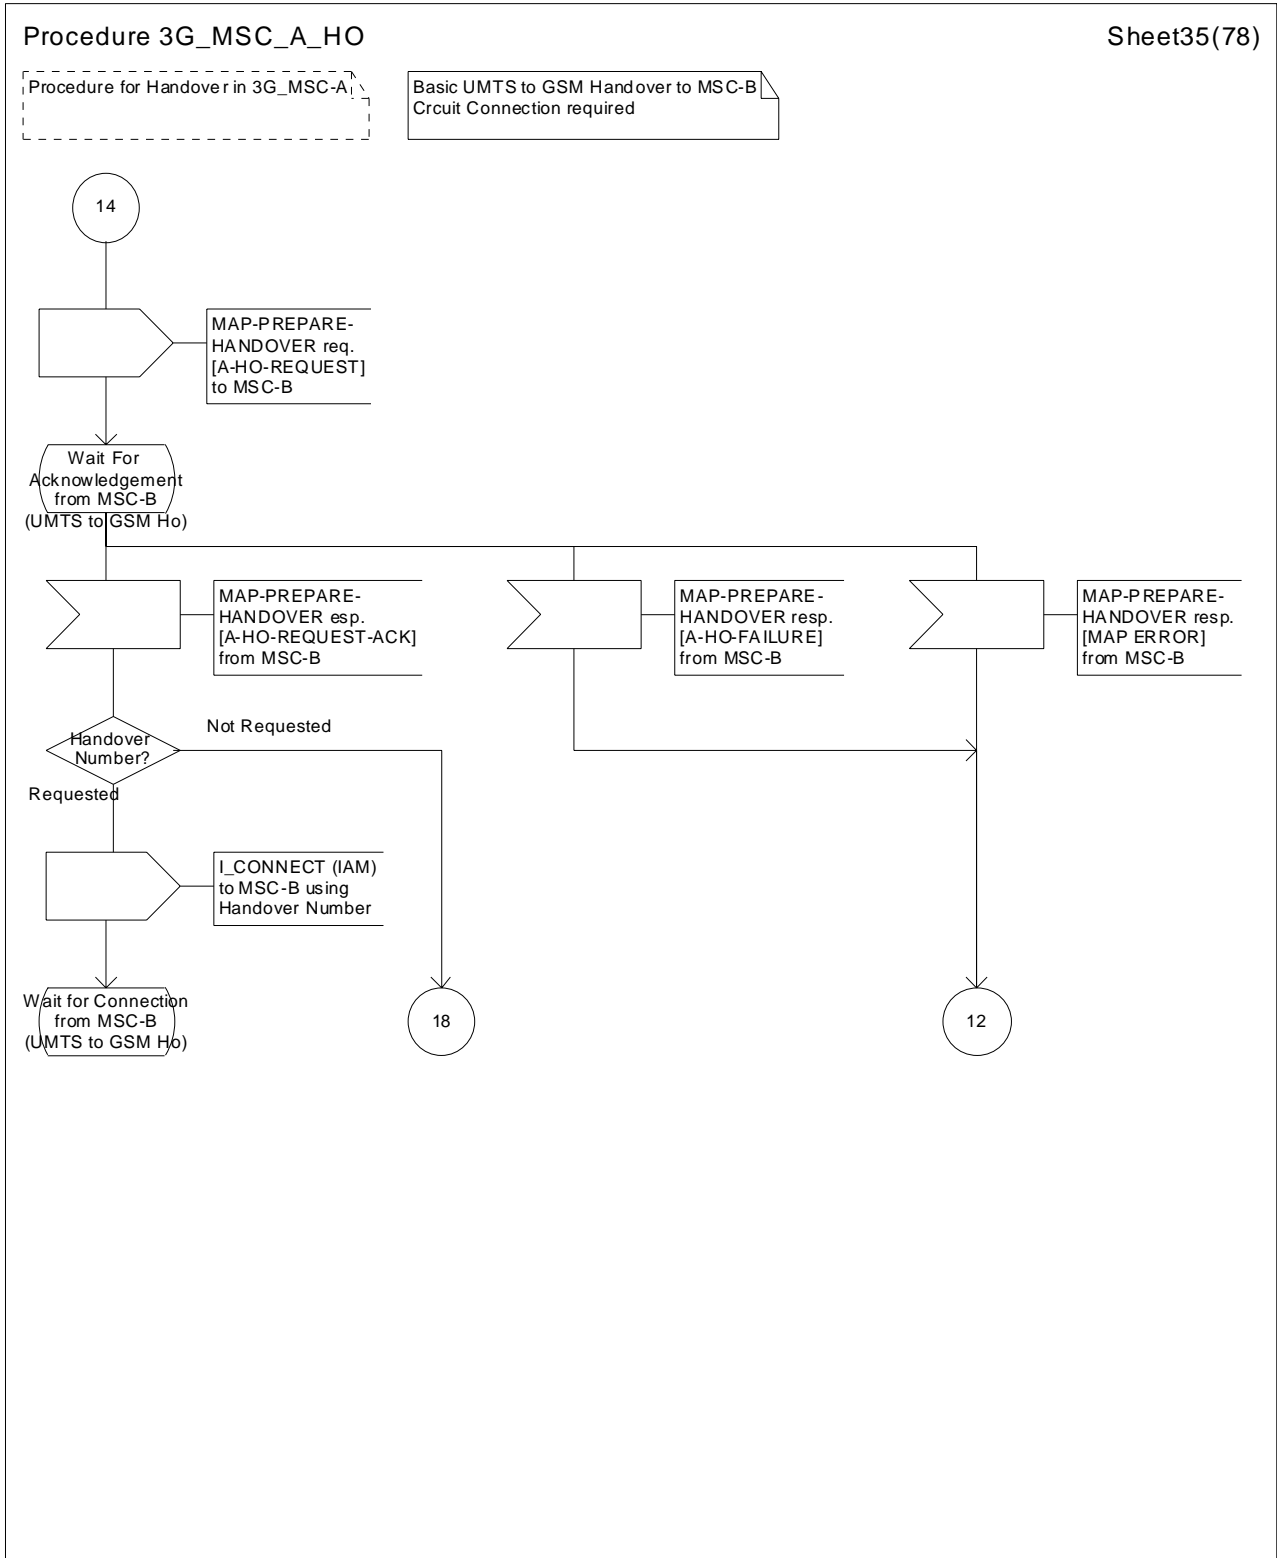 Procedure 3G_MSC_A_HO
Sheet35(78)
Procedure for Handover in 3G_MSC-A
Basic UMTS to GSM Handover to MSC-B
Crcuit Connection required
14
MAP-PREPARE-
HANDOVER req.
[A-HO-REQUEST]
to MSC-B
Wait For
Acknowledgement
from MSC-B
(UMTS to GSM Ho)
MAP-PREPARE-
HANDOVER esp.
[A-HO-REQUEST-ACK]
from MSC-B
MAP-PREPARE-
HANDOVER resp.
[A-HO-FAILURE]
from MSC-B
MAP-PREPARE-
HANDOVER resp.
[MAP ERROR]
from MSC-B
Handover
Number?
Not Requested
Requested
I_CONNECT (IAM)
to MSC-B using
Handover Number
Wait for Connection
from MSC-B
(UMTS to GSM Ho)
18
12